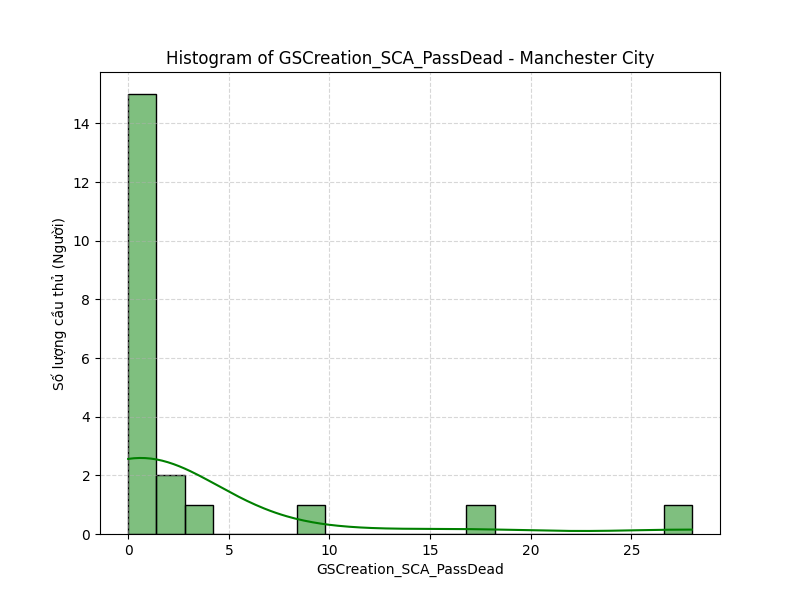 Histogram of GSCreation_SCA_PassDead - Manchester City
Số lượng cầu thủ (Người)
14
12
10
8
6
4
2
0
0 5 10 15 20 25
GSCreation_SCA_PassDead